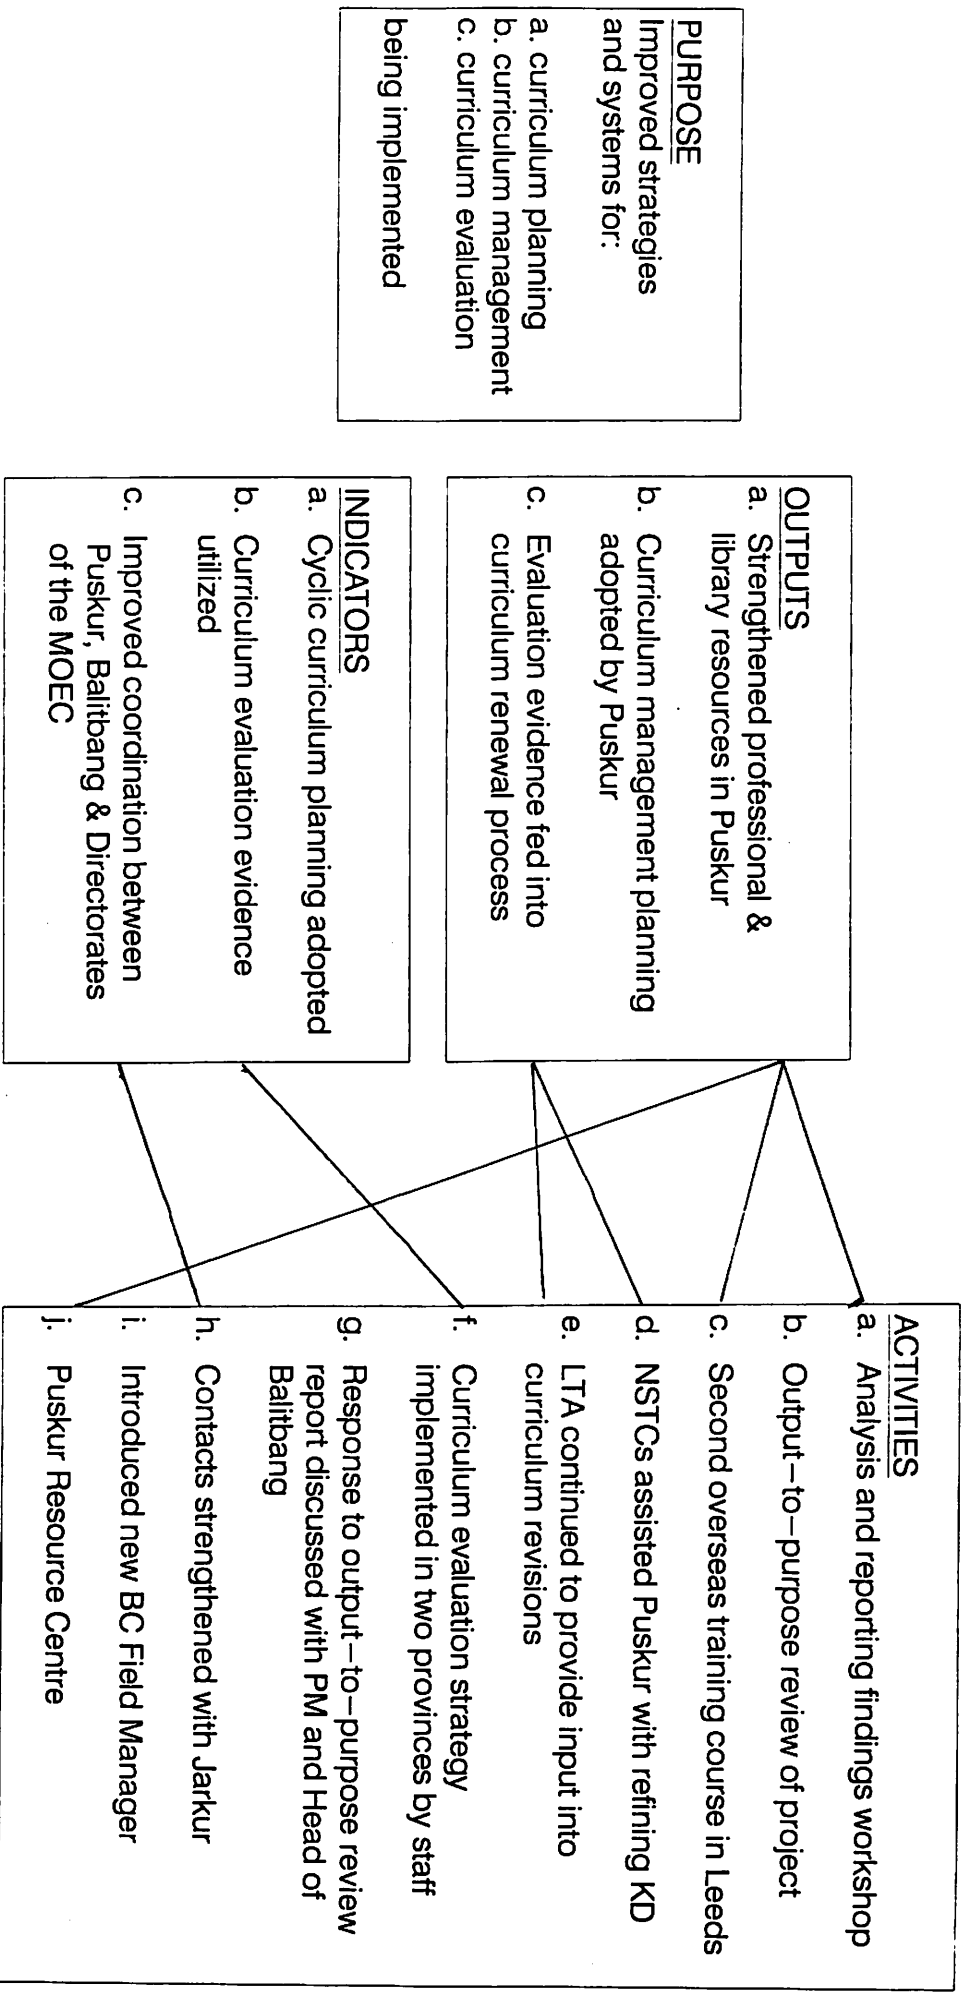 PURPOSE
Improved strategies
and systems for:
a. curriculum planning
b. curriculum management
c. curriculum evaluation
being implemented
OUTPUTS
a. Strengthened professional &
library resources in Puskur
b. Curriculum management planning
adopted by Puskur
c. Evaluation evidence fed into
curriculum renewal process
INDICATORS
a. Cyclic curriculum planning adopted
b. Curriculum evaluation evidence
utilized
c. Improved coordination between
Puskur, Balitbang & Directorates
of the MOEC
ACTIVITIES
a. Analysis and reporting findings workshop
b. Output-to-purpose review of project
c. Second overseas training course in Leeds
d. NSTCs assisted Puskur with refining KD
e. LTA continued to provide input into
curriculum revisions
f. Curriculum evaluation strategy
implemented in two provinces by staff
g. Response to output-to-purpose review
report discussed with PM and Head of
Balitbang
h. Contacts strengthened with Jarkur
i. Introduced new BC Field Manager
j. Puskur Resource Centre